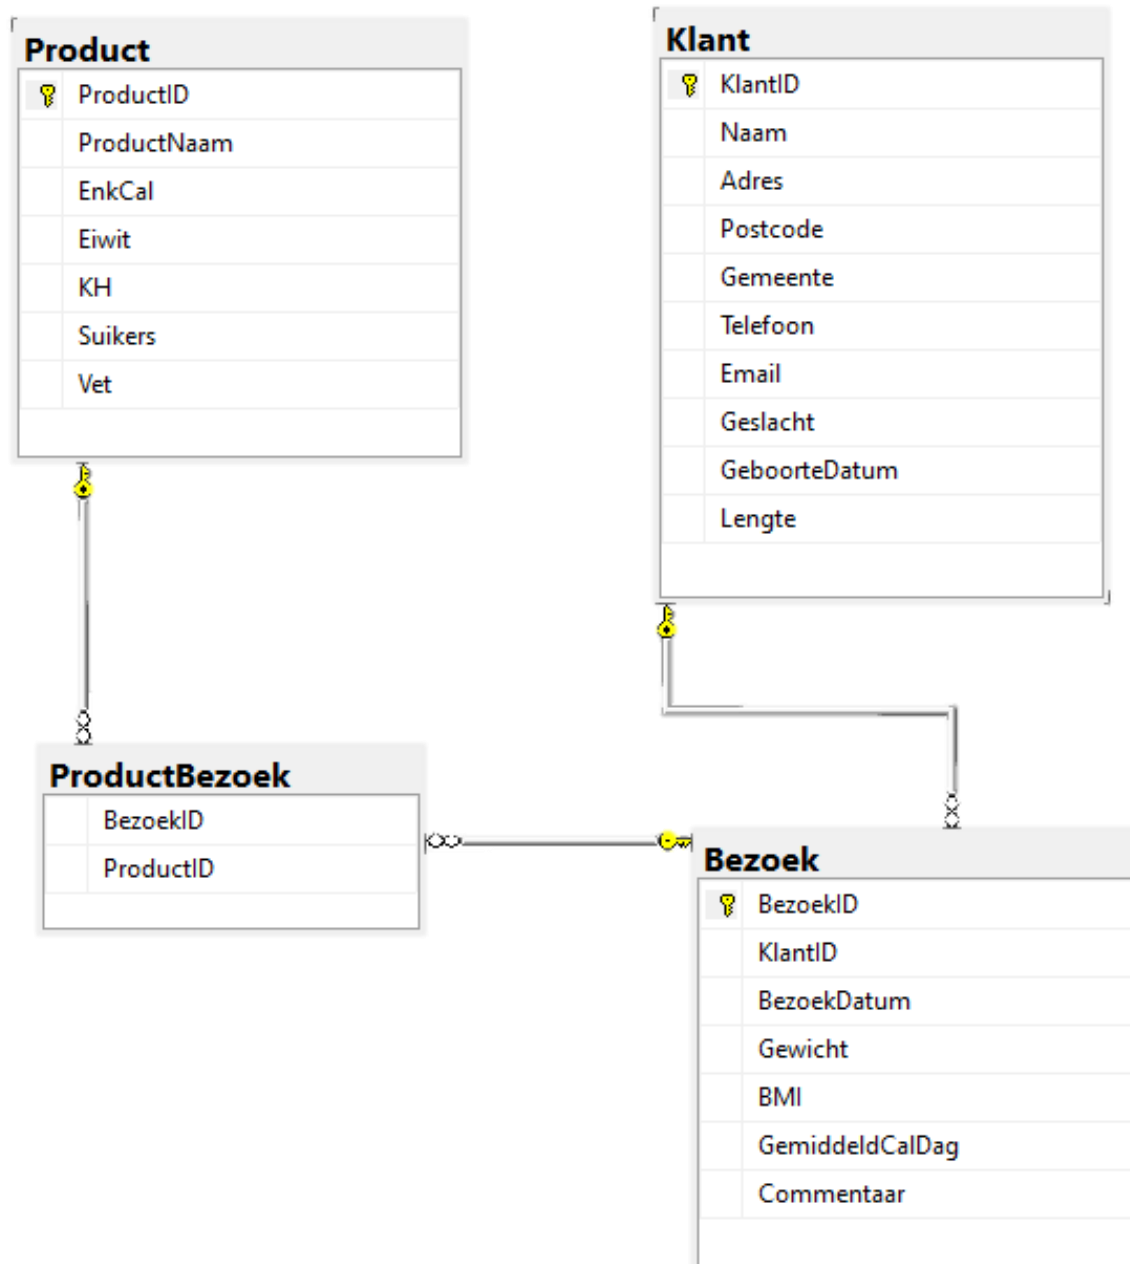 Product
ProductID
ProductNaam
EnkCal
Eiwit
KH
Suikers
Vet
Klant
KlantID
Naam
Adres
Postcode
Gemeente
Telefoon
Email
Geslacht
GeboorteDatum
Lengte
ProductBezoek
BezoekID
ProductID
Bezoek
BezoekID
KlantID
BezoekDatum
Gewicht
BMI
GemiddeldCalDag
Commentaar